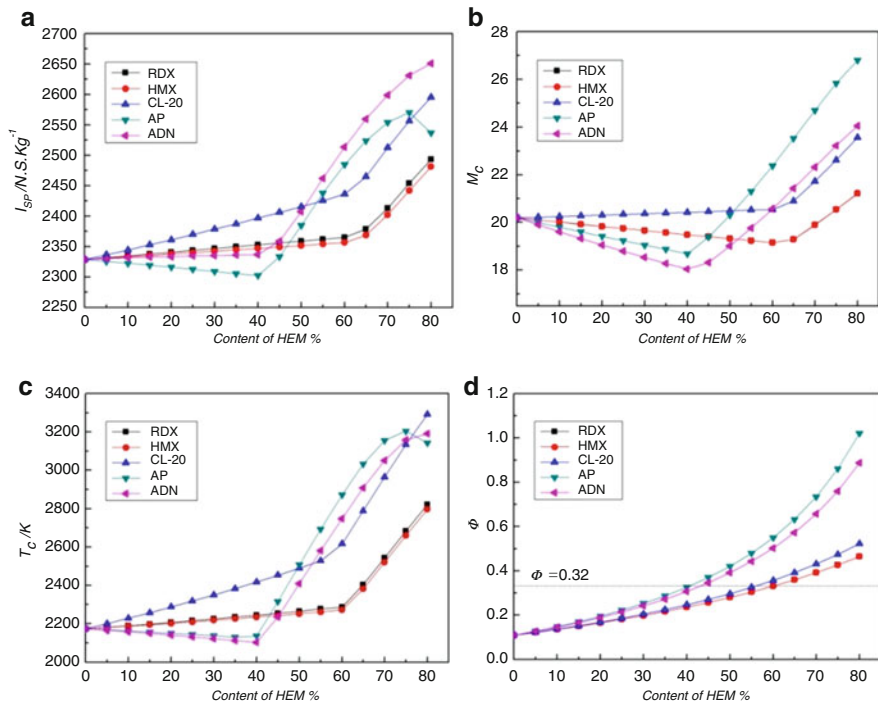 a
2700
2650
2600
2550
2500
2450
2400
2350
2300
2250
I_SP/N.S.Kg⁻¹
RDX
HMX
CL-20
AP
ADN
0 10 20 30 40 50 60 70 80
Content of HEM %
b
28
26
24
22
20
18
M_c
RDX
HMX
CL-20
AP
ADN
0 10 20 30 40 50 60 70 80
Content of HEM %
c
3400
3200
2800
2600
2400
2200
2000
T_c/K
RDX
HMX
CL-20
AP
ADN
0 10 20 30 40 50 60 70 80
Content of HEM %
d
1.2
1.0
0.8
0.6
0.4
0.2
0.0
Φ
RDX
HMX
CL-20
AP
ADN
Φ =0.32
0 10 20 30 40 50 60 70 80
Content of HEM %